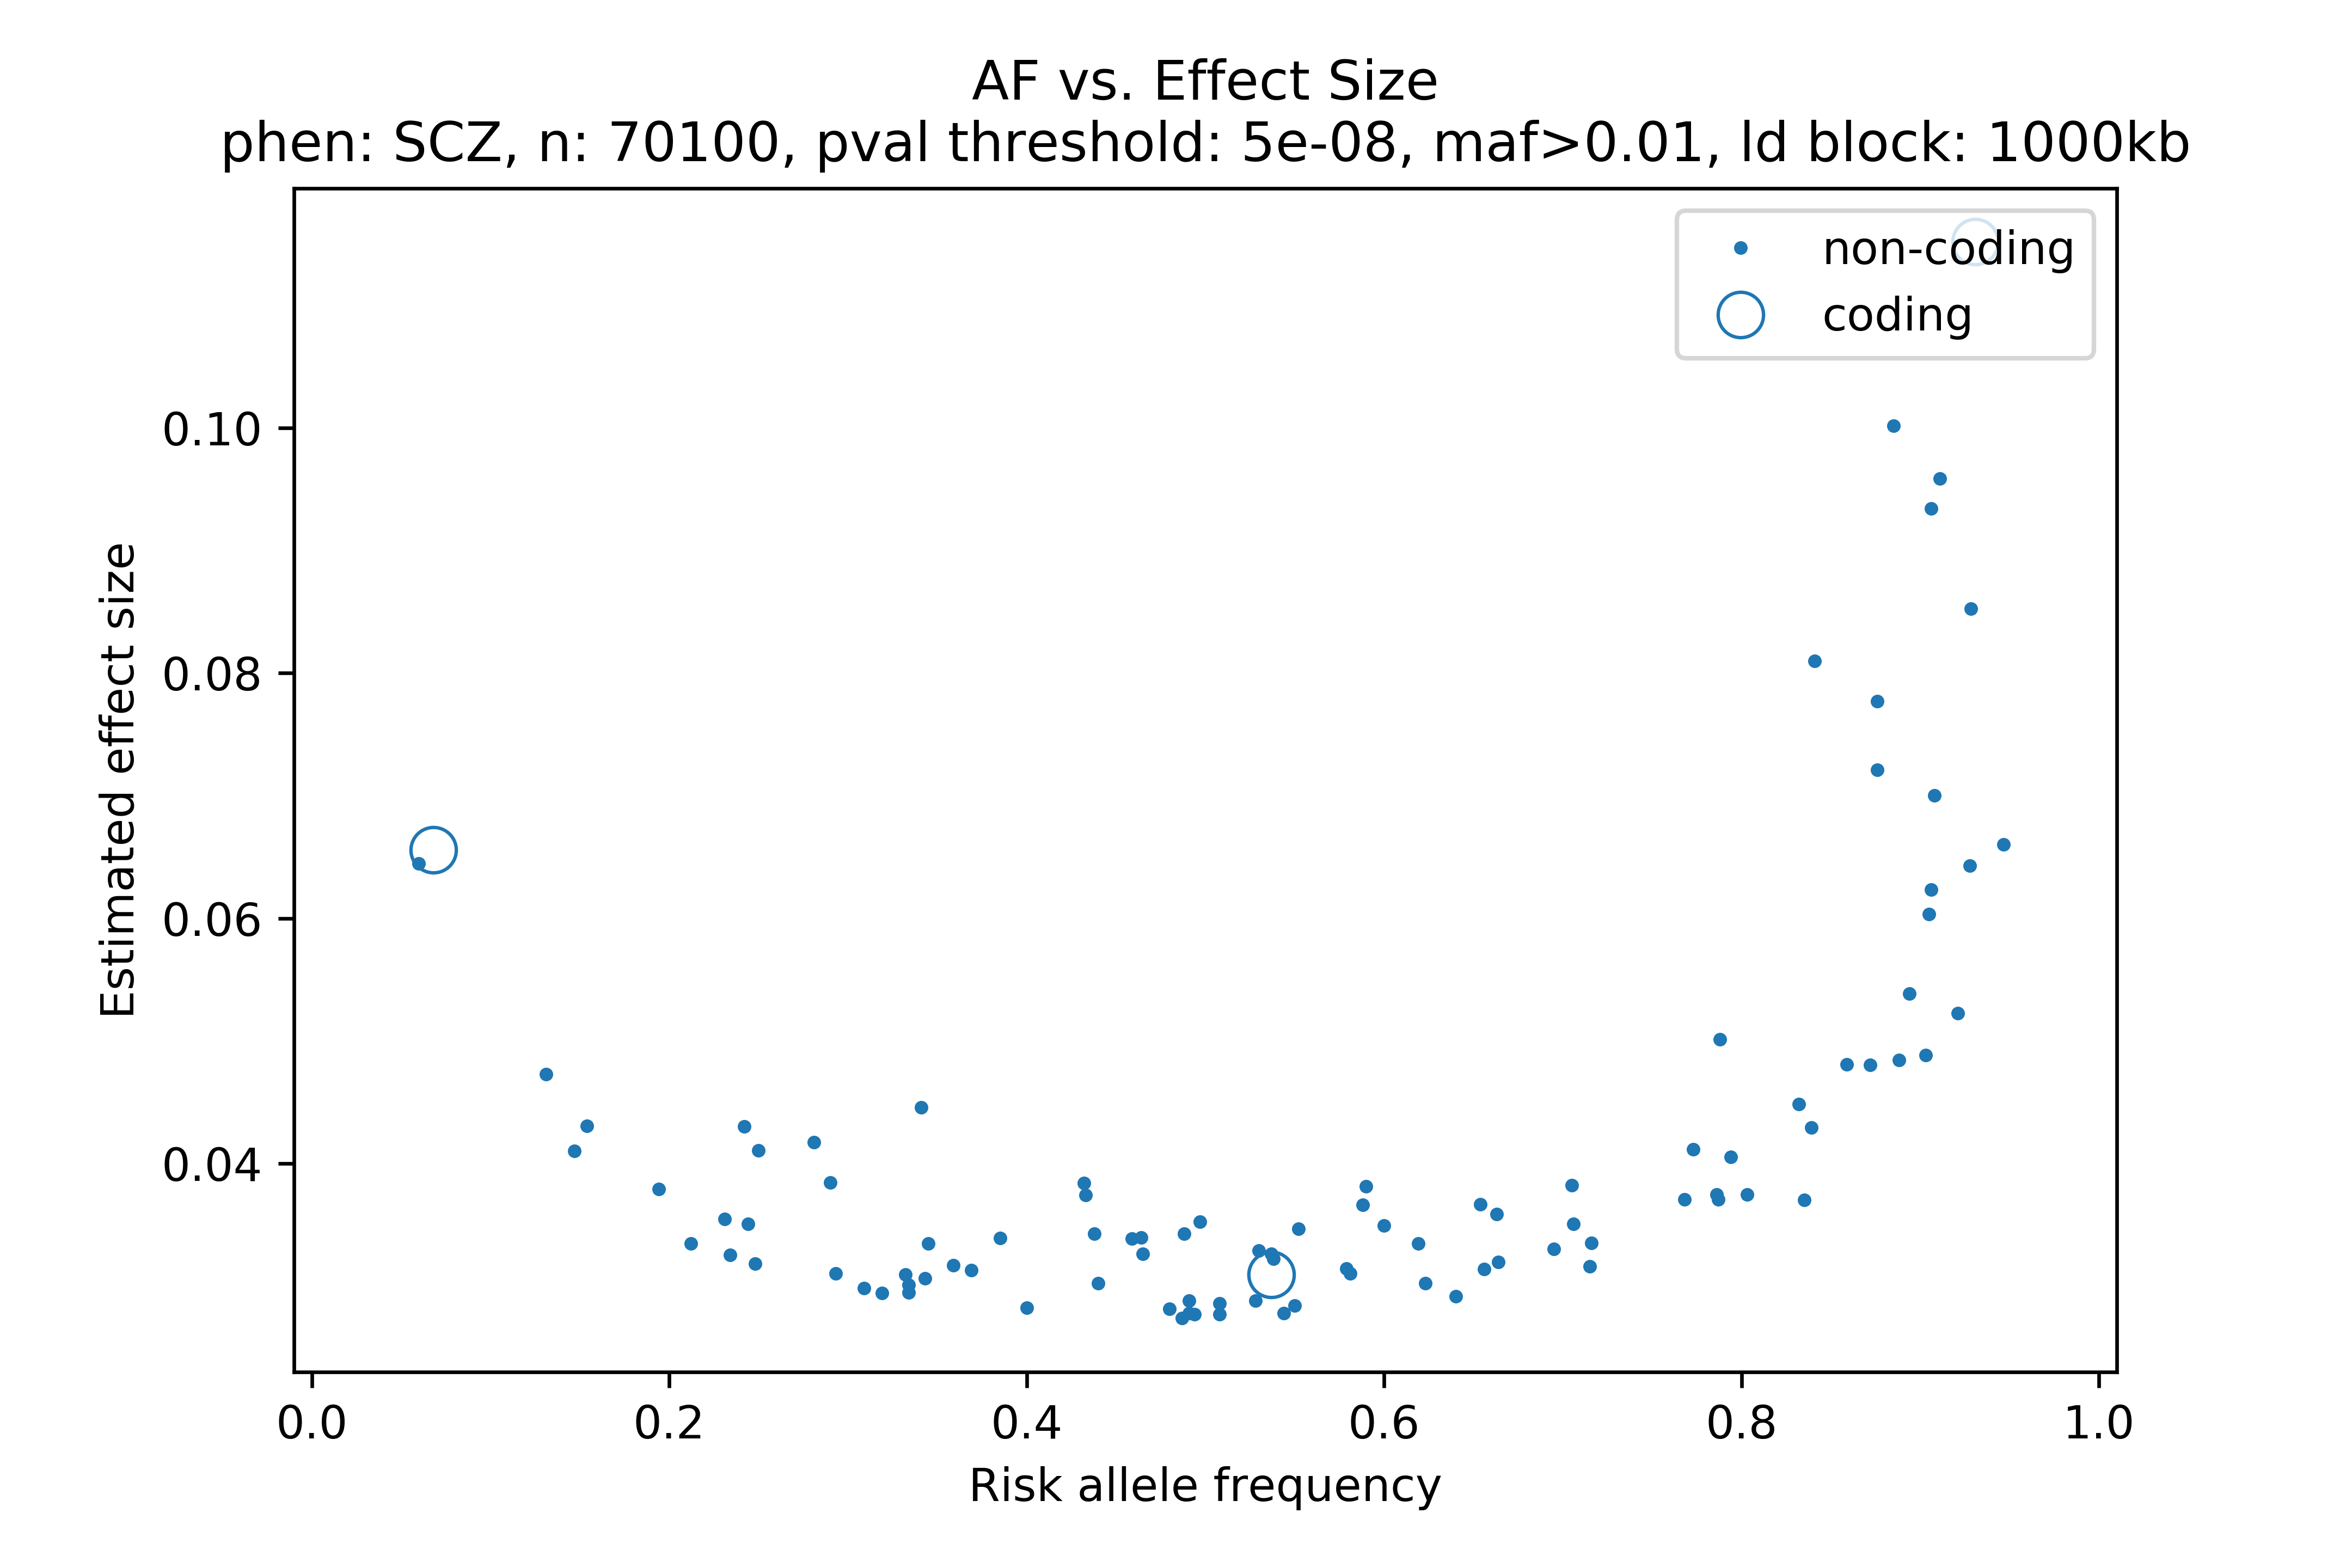 AF vs. Effect Size
phen: SCZ, n: 70100, pval threshold: 5e-08, maf>0.01, ld block: 1000kb
non-coding
coding
0.10
0.08
0.06
0.04
Estimated effect size
0.0 0.2 0.4 0.6 0.8 1.0
Risk allele frequency